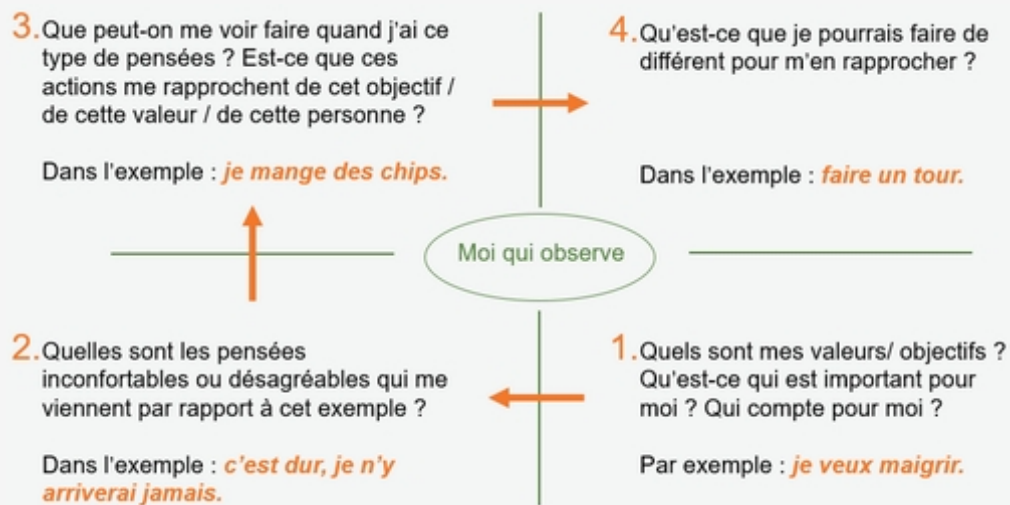 3. Que peut-on me voir faire quand j'ai ce
type de pensées ? Est-ce que ces
actions me rapprochent de cet objectif /
de cette valeur / de cette personne ?
Dans l'exemple : je mange des chips.
4. Qu'est-ce que je pourrais faire de
différent pour m'en rapprocher ?
Dans l'exemple : faire un tour.
Moi qui observe
2. Quelles sont les pensées
inconfortables ou désagréables qui me
viennent par rapport à cet exemple ?
Dans l'exemple : c'est dur, je n'y
arriverai jamais.
1. Quels sont mes valeurs/ objectifs ?
Qu'est-ce qui est important pour
moi ? Qui compte pour moi ?
Par exemple : je veux maigrir.